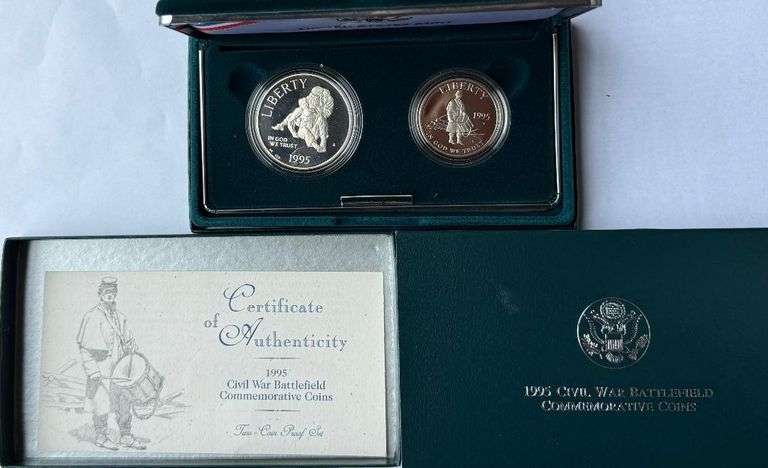 LIBERTY
IN GOD
WE TRUST
1995
LIBERTY
1995
IN GOD WE TRUST
Certificate
of Authenticity
1995
Civil War Battlefield
Commemorative Coins
Two-Coin Proof Set
1995 CIVIL WAR BATTLEFIELD
COMMEMORATIVE COINS